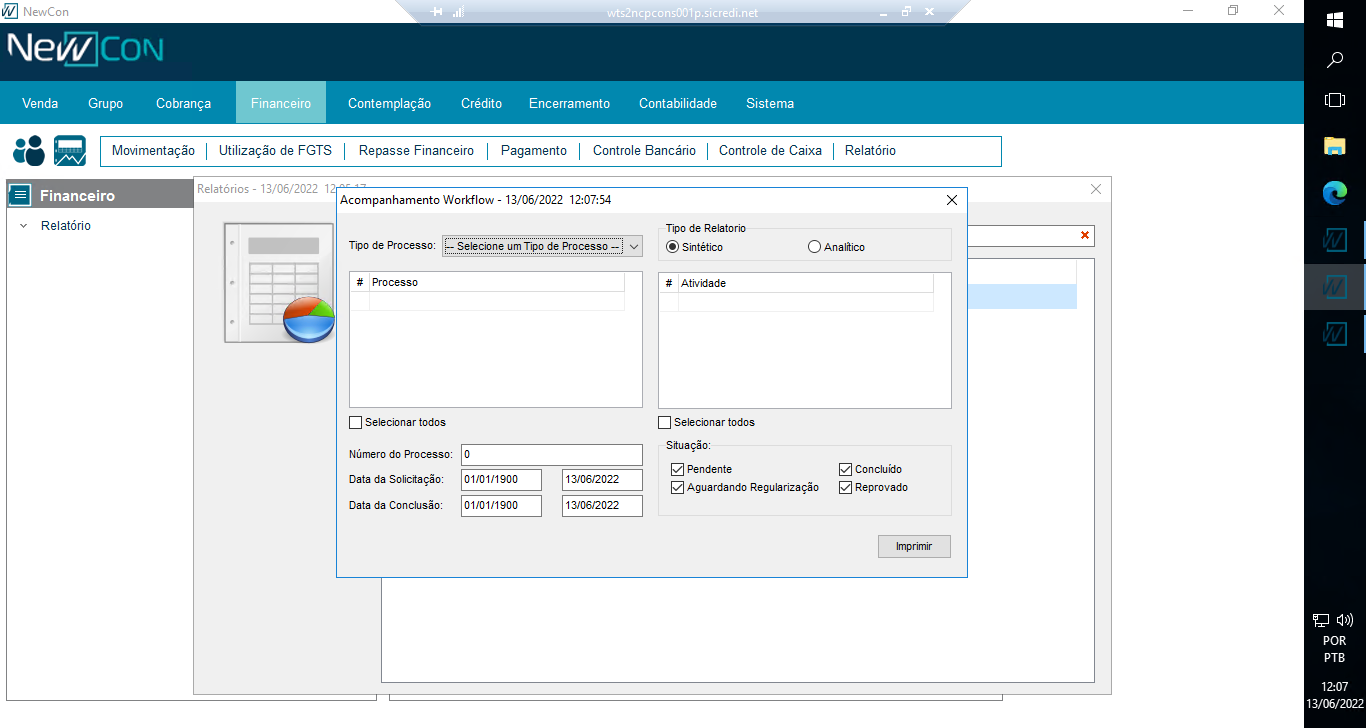 NewCon
wts2ncpcons001p.sicredi.net
NewCon
Venda Grupo Cobrança Financeiro Contemplação Crédito Encerramento Contabilidade Sistema
Movimentação Utilização de FGTS Repasse Financeiro Pagamento Controle Bancário Controle de Caixa Relatório
Financeiro
Relatório
Relatórios - 13/06/2022
Acompanhamento Workflow - 13/06/2022 12:07:54
Tipo de Processo: -- Selecione um Tipo de Processo --
Tipo de Relatorio
Sintético Analítico
# Processo
# Atividade
Selecionar todos
Selecionar todos
Número do Processo: 0
Data da Solicitação: 01/01/1900 13/06/2022
Data da Conclusão: 01/01/1900 13/06/2022
Situação:
Pendente Concluído
Aguardando Regularização Reprovado
Imprimir
POR
PTB
12:07
13/06/2022